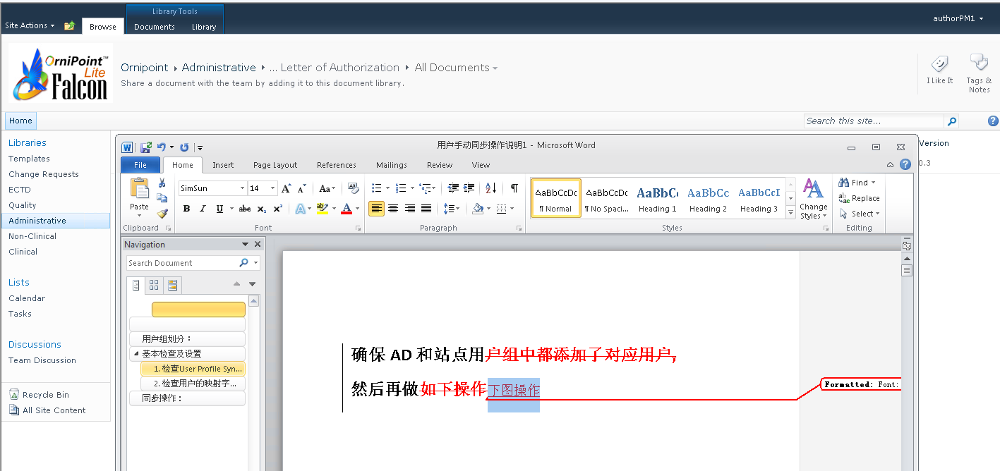 Library Tools
Site Actions
Browse
Documents
Library
authorPM1
OrniPoint™
Lite
Falcon
Ornipoint Administrative ... Letter of Authorization All Documents
Share a document with the team by adding it to this document library.
I Like It
Tags &
Notes
Home
Search this site...
Libraries
Templates
Change Requests
ECTD
Quality
Administrative
Non-Clinical
Clinical
Lists
Calendar
Tasks
Discussions
Team Discussion
Recycle Bin
All Site Content
Version
0.3
用户手动同步操作说明1 - Microsoft Word
File
Home
Insert
Page Layout
References
Mailings
Review
View
Paste
Clipboard
SimSun
14
Font
Paragraph
AaBbCcDc
¶ Normal
AaBbCcDc
¶ No Spaci...
AaBbC
Heading 1
AaBbCc
Heading 2
AaBbCcI
Heading 3
Change
Styles
Styles
Find
Replace
Select
Editing
Navigation
Search Document
用户组划分：
基本检查及设置
1. 检查User Profile Syn...
2. 检查用户的映射字...
同步操作：
确保 AD 和站点用户组中都添加了对应用户，
然后再做如下操作下图操作
Formatted: Font: